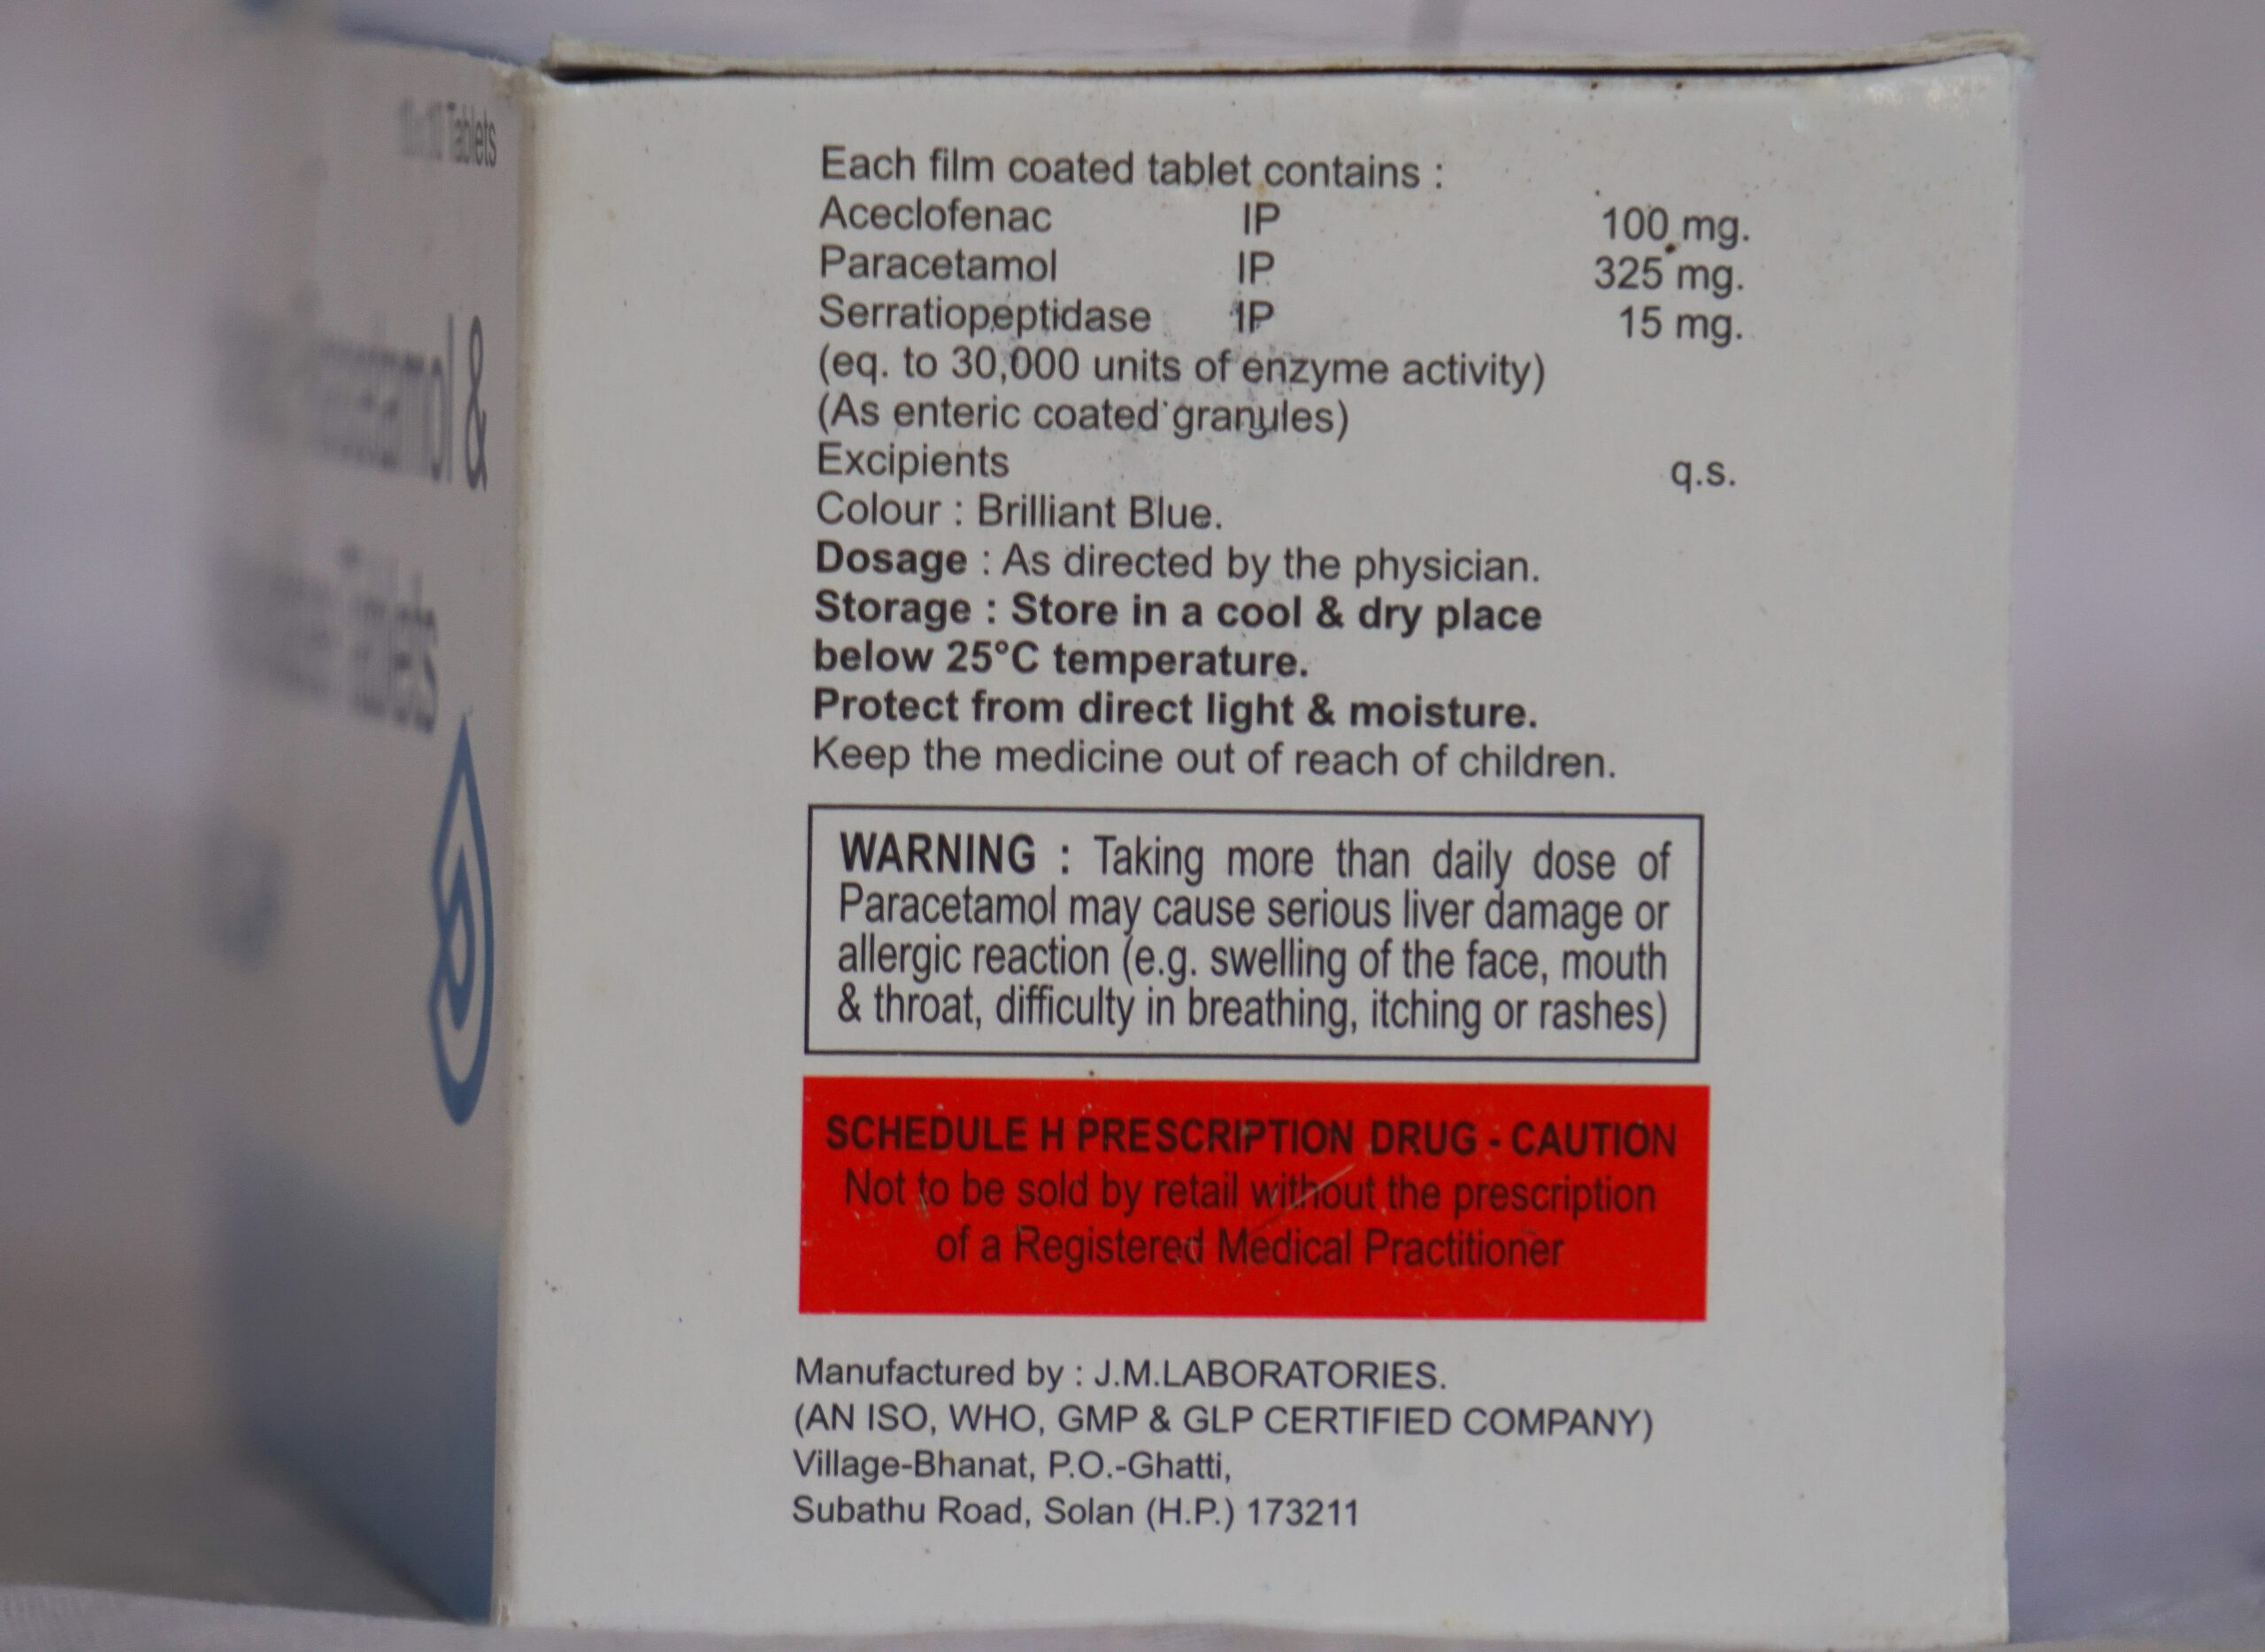 10x10 Tablets
Paracetamol &
Tablets
Each film coated tablet contains :
Aceclofenac IP 100 mg.
Paracetamol IP 325 mg.
Serratiopeptidase IP 15 mg.
(eq. to 30,000 units of enzyme activity)
(As enteric coated granules)
Excipients q.s.
Colour : Brilliant Blue.
Dosage : As directed by the physician.
Storage : Store in a cool & dry place
below 25°C temperature.
Protect from direct light & moisture.
Keep the medicine out of reach of children.
WARNING : Taking more than daily dose of
Paracetamol may cause serious liver damage or
allergic reaction (e.g. swelling of the face, mouth
& throat, difficulty in breathing, itching or rashes)
SCHEDULE H PRESCRIPTION DRUG - CAUTION
Not to be sold by retail without the prescription
of a Registered Medical Practitioner
Manufactured by : J.M.LABORATORIES.
(AN ISO, WHO, GMP & GLP CERTIFIED COMPANY)
Village-Bhanat, P.O.-Ghatti,
Subathu Road, Solan (H.P.) 173211